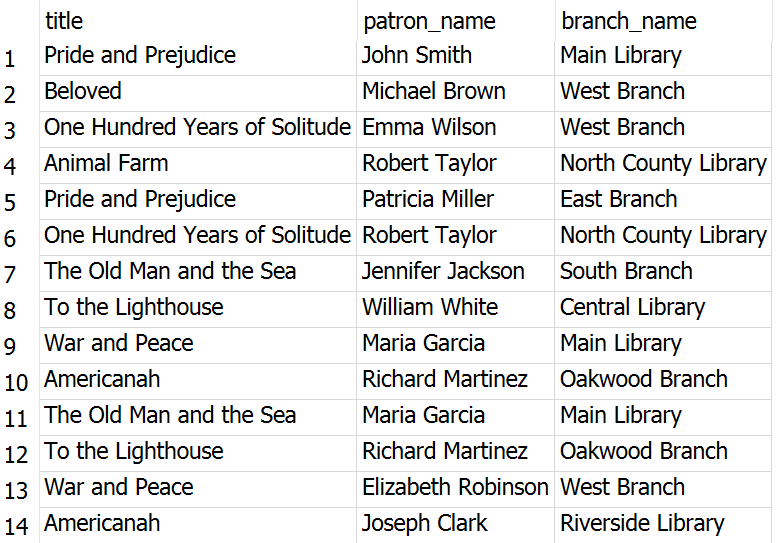 title patron_name branch_name
1 Pride and Prejudice John Smith Main Library
2 Beloved Michael Brown West Branch
3 One Hundred Years of Solitude Emma Wilson West Branch
4 Animal Farm Robert Taylor North County Library
5 Pride and Prejudice Patricia Miller East Branch
6 One Hundred Years of Solitude Robert Taylor North County Library
7 The Old Man and the Sea Jennifer Jackson South Branch
8 To the Lighthouse William White Central Library
9 War and Peace Maria Garcia Main Library
10 Americanah Richard Martinez Oakwood Branch
11 The Old Man and the Sea Maria Garcia Main Library
12 To the Lighthouse Richard Martinez Oakwood Branch
13 War and Peace Elizabeth Robinson West Branch
14 Americanah Joseph Clark Riverside Library